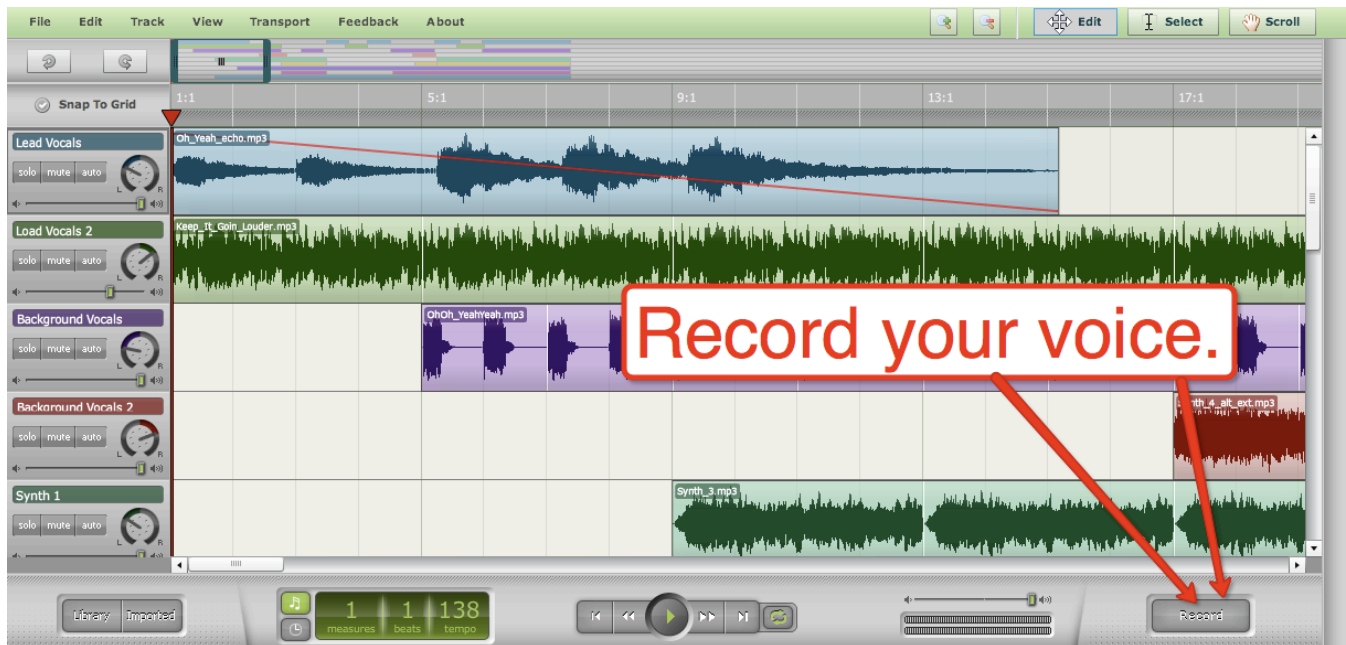 File Edit Track View Transport Feedback About Edit Select Scroll
Snap To Grid 1:1 5:1 9:1 13:1 17:1
Lead Vocals
Oh_Yeah_echo.mp3
solo mute auto
L R
Load Vocals 2
Keep_It_Goin_Louder.mp3
solo mute auto
L R
Background Vocals
OhOh_YeahYeah.mp3
solo mute auto
L R
Record your voice.
Background Vocals 2
solo mute auto
L R
Synth 1
Synth_3.mp3
solo mute auto
L R
Library Imported
1 1 138
measures beats tempo
Record